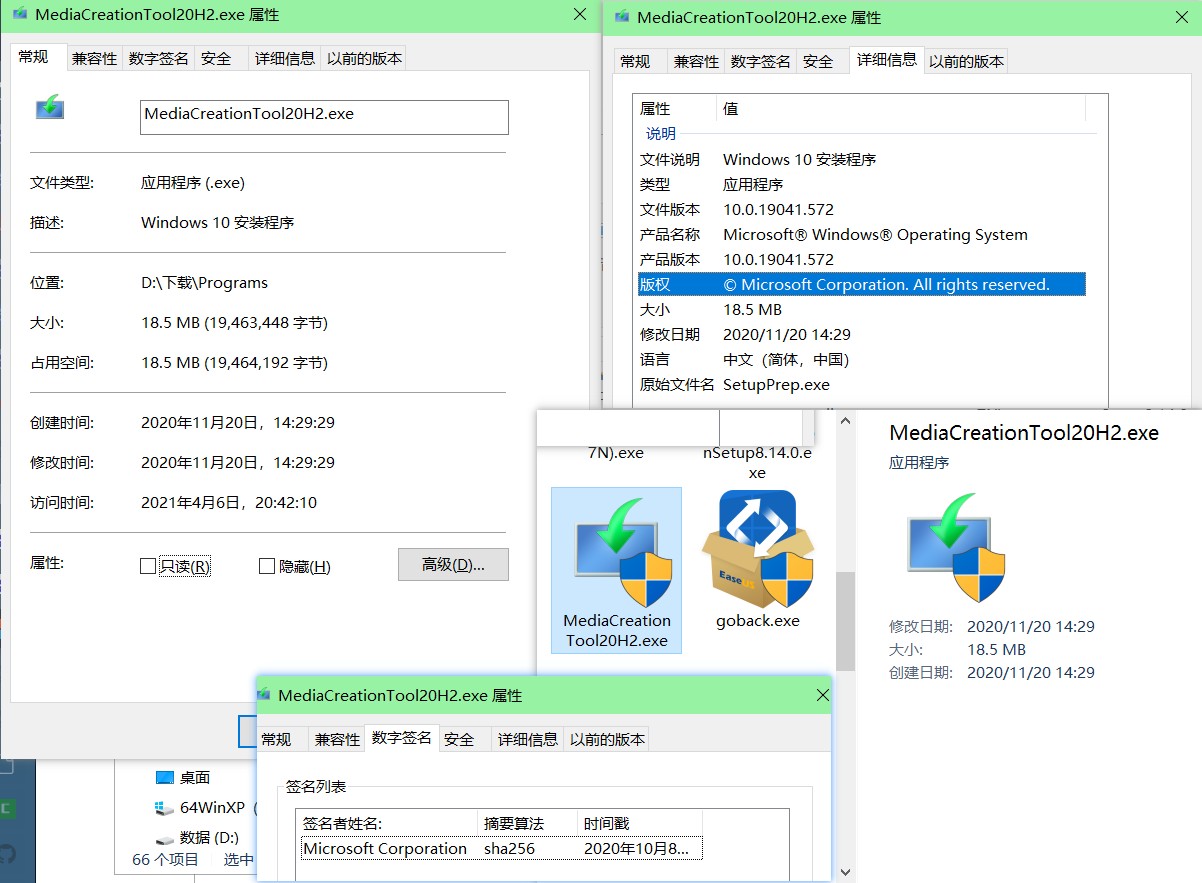 MediaCreationTool20H2.exe 属性
常规 兼容性 数字签名 安全 详细信息 以前的版本
MediaCreationTool20H2.exe
文件类型: 应用程序 (.exe)
描述: Windows 10 安装程序
位置: D:\下载\Programs
大小: 18.5 MB (19,463,448 字节)
占用空间: 18.5 MB (19,464,192 字节)
创建时间: 2020年11月20日，14:29:29
修改时间: 2020年11月20日，14:29:29
访问时间: 2021年4月6日，20:42:10
属性: 只读(R) 隐藏(H) 高级(D)...
MediaCreationTool20H2.exe 属性
常规 兼容性 数字签名 安全 详细信息 以前的版本
属性 值
说明
文件说明 Windows 10 安装程序
类型 应用程序
文件版本 10.0.19041.572
产品名称 Microsoft® Windows® Operating System
产品版本 10.0.19041.572
版权 © Microsoft Corporation. All rights reserved.
大小 18.5 MB
修改日期 2020/11/20 14:29
语言 中文（简体，中国）
原始文件名 SetupPrep.exe
7N).exe
nSetup8.14.0.e
xe
MediaCreation
Tool20H2.exe
EaseUS
goback.exe
MediaCreationTool20H2.exe
应用程序
修改日期: 2020/11/20 14:29
大小: 18.5 MB
创建日期: 2020/11/20 14:29
MediaCreationTool20H2.exe 属性
常规 兼容性 数字签名 安全 详细信息 以前的版本
签名列表
签名者姓名: 摘要算法 时间戳
Microsoft Corporation sha256 2020年10月8...
桌面
64WinXP (
数据 (D:)
66 个项目 选中
C